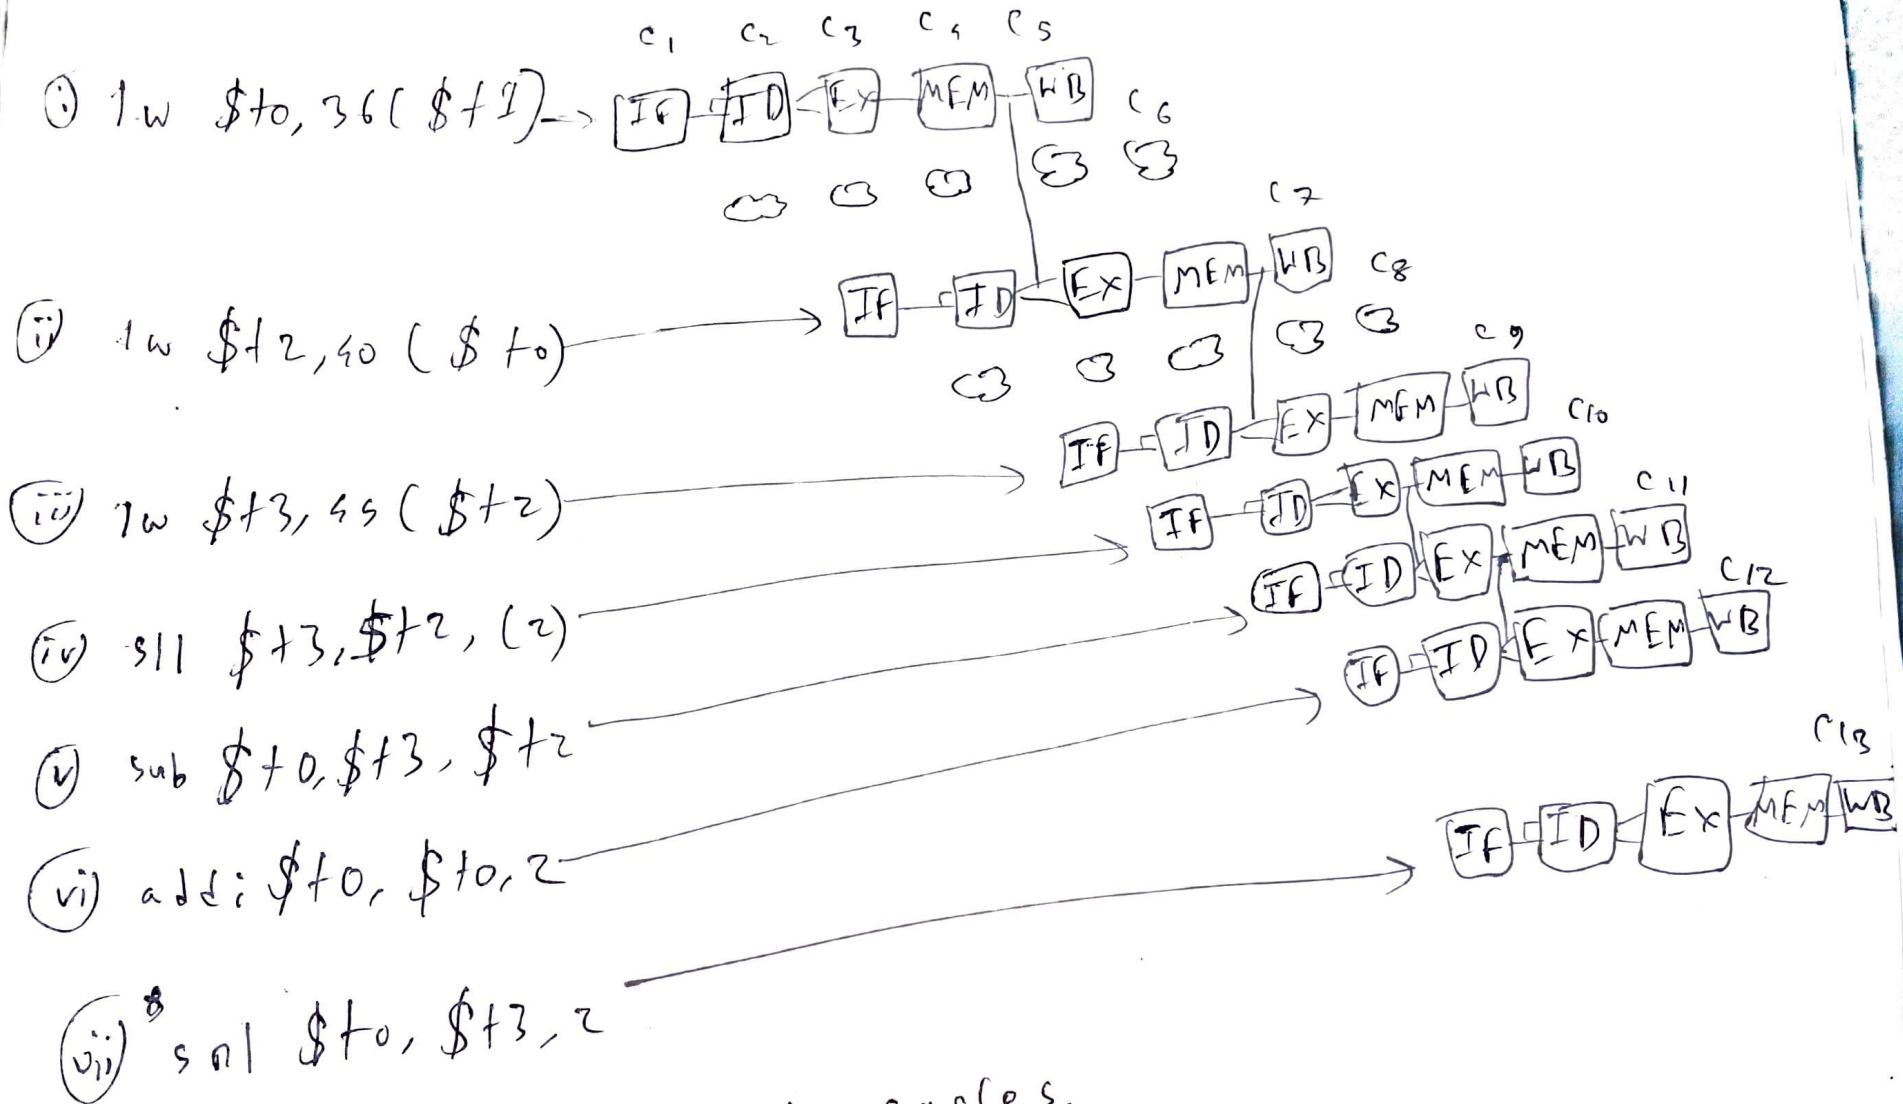 C1 C2 C3 C4 C5
i lw $t0, 36($t1) → IF ID EX MEM WB
C6
C7
ii lw $t2, 40($t0) → IF ID EX MEM WB
C8
C9
iii lw $t3, 44($t2) → IF ID EX MEM WB
C10
iv sll $t3, $t2, (2) → IF ID EX MEM WB
C11
v sub $t0, $t3, $t2 → IF ID EX MEM WB
C12
vi addi $t0, $t0, 2 → IF ID EX MEM WB
C13
vii srl $t0, $t3, 2 → IF ID EX MEM WB